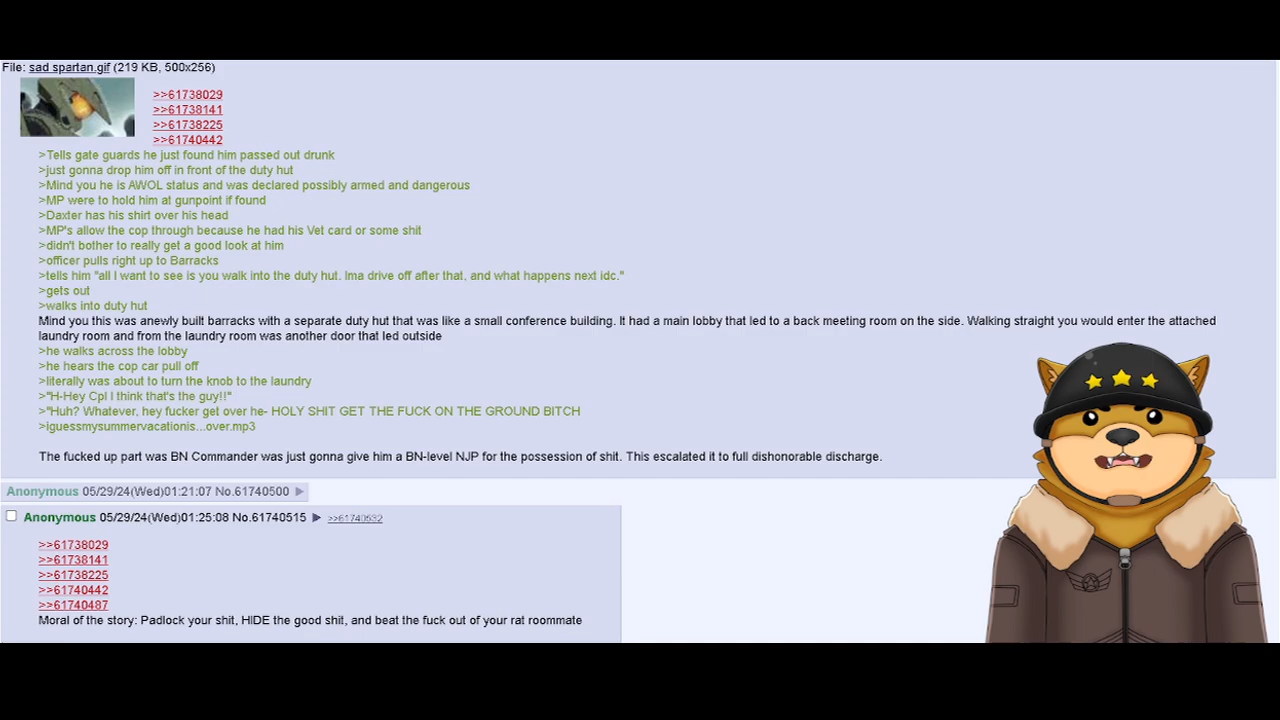 File: sad spartan.gif (219 KB, 500x256)
>>61738029
>>61738141
>>61738225
>>61740442
>Tells gate guards he just found him passed out drunk
>just gonna drop him off in front of the duty hut
>Mind you he is AWOL status and was declared possibly armed and dangerous
>MP were to hold him at gunpoint if found
>Daxter has his shirt over his head
>MP's allow the cop through because he had his Vet card or some shit
>didn't bother to really get a good look at him
>officer pulls right up to Barracks
>tells him "all I want to see is you walk into the duty hut. Ima drive off after that, and what happens next idc."
>gets out
>walks into duty hut
Mind you this was anewly built barracks with a separate duty hut that was like a small conference building. It had a main lobby that led to a back meeting room on the side. Walking straight you would enter the attached
laundry room and from the laundry room was another door that led outside
>he walks across the lobby
>he hears the cop car pull off
>literally was about to turn the knob to the laundry
>"H-Hey Cpl I think that's the guy!!"
>"Huh? Whatever, hey fucker get over he- HOLY SHIT GET THE FUCK ON THE GROUND BITCH
>iguessmysummervacationis...over.mp3
The fucked up part was BN Commander was just gonna give him a BN-level NJP for the possession of shit. This escalated it to full dishonorable discharge.
Anonymous 05/29/24(Wed)01:21:07 No.61740500 ▶
Anonymous 05/29/24(Wed)01:25:08 No.61740515 ▶ >>61740532
>>61738029
>>61738141
>>61738225
>>61740442
>>61740487
Moral of the story: Padlock your shit, HIDE the good shit, and beat the fuck out of your rat roommate